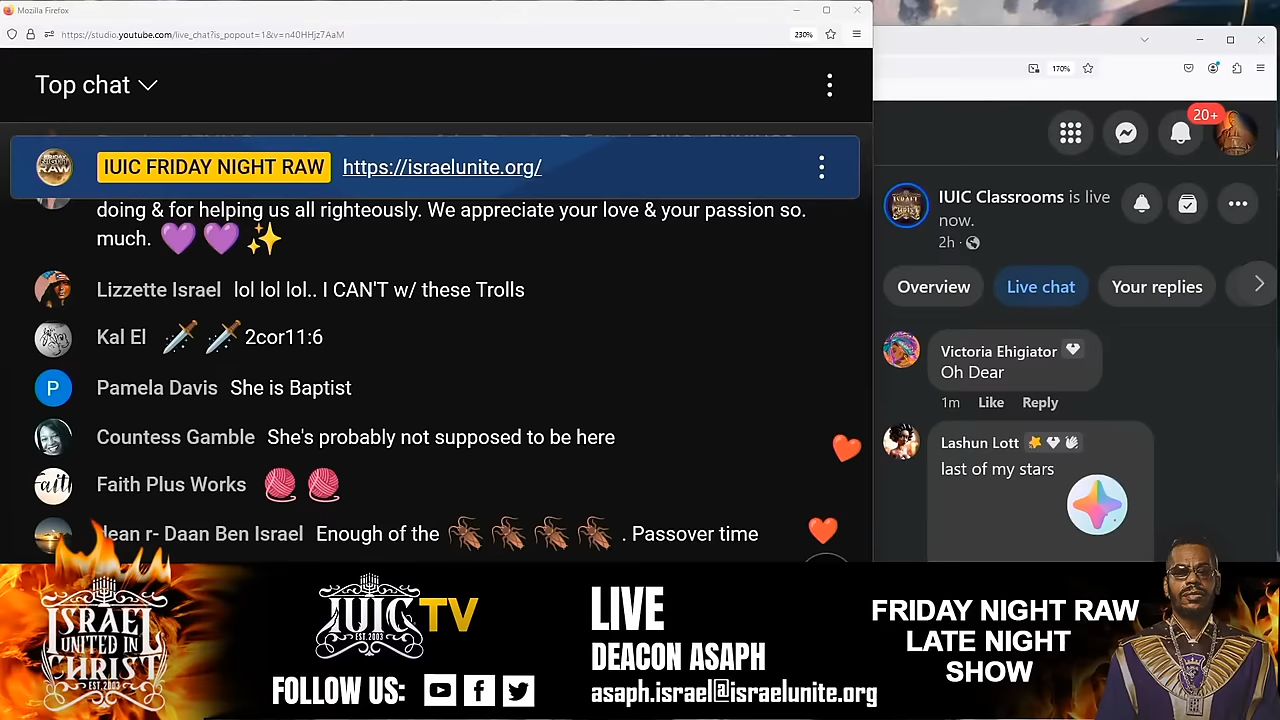 Mozilla Firefox
https://studio.youtube.com/live_chat?is_popout=1&v=n40HHjz7AaM
230%
Top chat
IUIC FRIDAY NIGHT RAW https://israelunite.org/
doing & for helping us all righteously. We appreciate your love & your passion so.
much. 💜 💜 ✨
Lizzette Israel lol lol lol.. I CAN'T w/ these Trolls
Kal El 🗡️ 🗡️ 2cor11:6
P
Pamela Davis She is Baptist
Countess Gamble She's probably not supposed to be here
Faith
Faith Plus Works 🧶 🧶
Jean r- Daan Ben Israel Enough of the 🪳 🪳 🪳 🪳 . Passover time
170%
20+
IUIC Classrooms is live
now.
2h
Overview
Live chat
Your replies
Victoria Ehigiator
Oh Dear
1m Like Reply
Lashun Lott
last of my stars
ISRAEL
UNITED IN
CHRIST
EST. 2003
IUIC TV
EST. 2003
FOLLOW US:
LIVE
DEACON ASAPH
asaph.israel@israelunite.org
FRIDAY NIGHT RAW
LATE NIGHT
SHOW